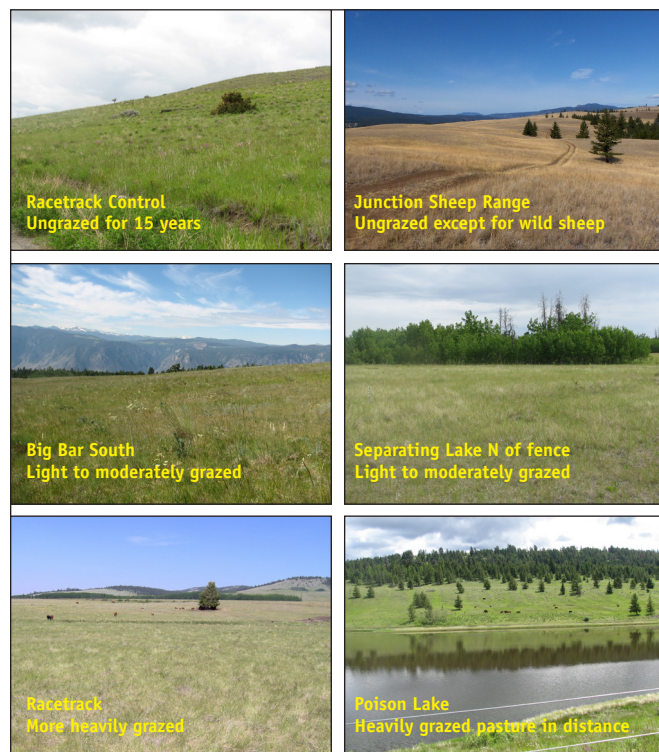 Racetrack Control
Ungrazed for 15 years
Junction Sheep Range
Ungrazed except for wild sheep
Big Bar South
Light to moderately grazed
Separating Lake N of fence
Light to moderately grazed
Racetrack
More heavily grazed
Poison Lake
Heavily grazed pasture in distance